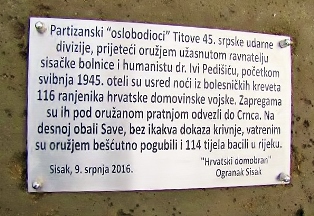 Partizanski "oslobodioci" Titove 45. srpske udarne
divizije, prijeteći oružjem užasnutom ravnatelju
sisačke bolnice i humanistu dr. Ivi Pedišiću, početkom
svibnja 1945. oteli su usred noći iz bolesničkih kreveta
116 ranjenika hrvatske domovinske vojske. Zapregama
su ih pod oružanom pratnjom odvezli do Crnca. Na
desnoj obali Save, bez ikakva dokaza krivnje, vatrenim
su oružjem bešćutno pogubili i 114 tijela bacili u rijeku.
"Hrvatski domobran"
Sisak, 9. srpnja 2016. Ogranak Sisak